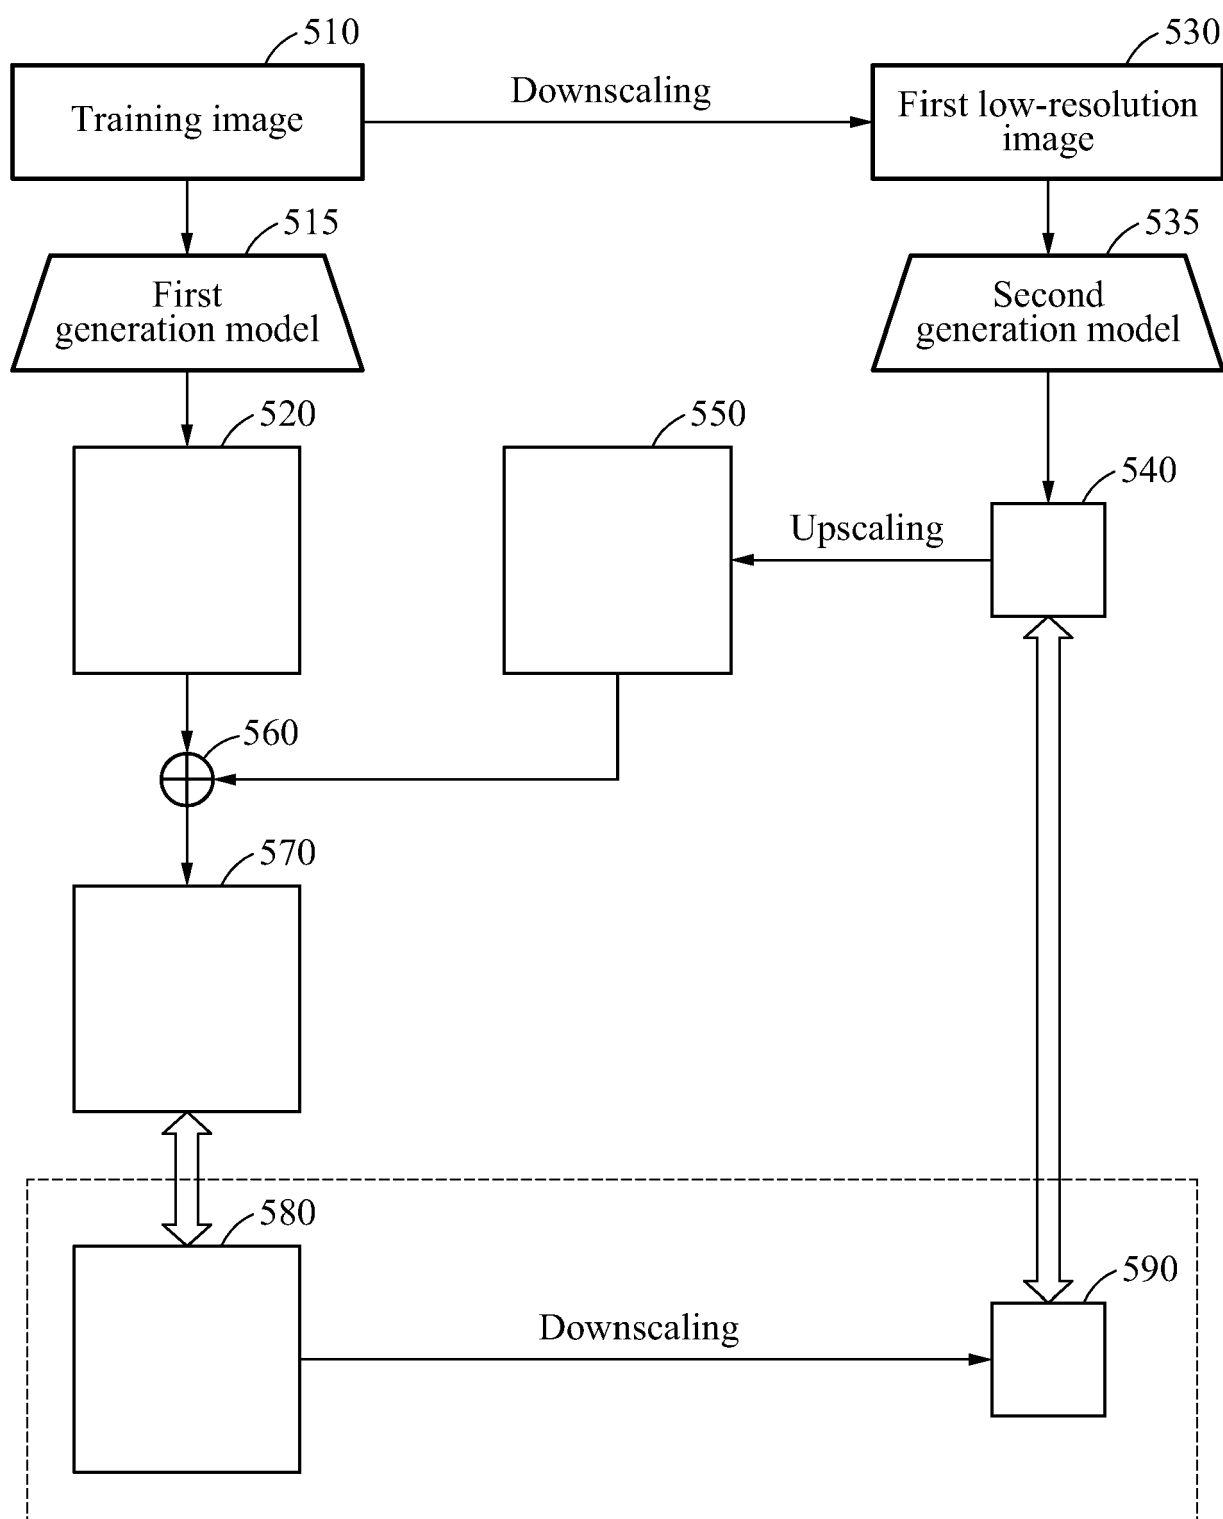 510
530
Training image
Downscaling
First low-resolution
image
515
535
First
generation model
Second
generation model
520
550
540
Upscaling
560
570
580
590
Downscaling